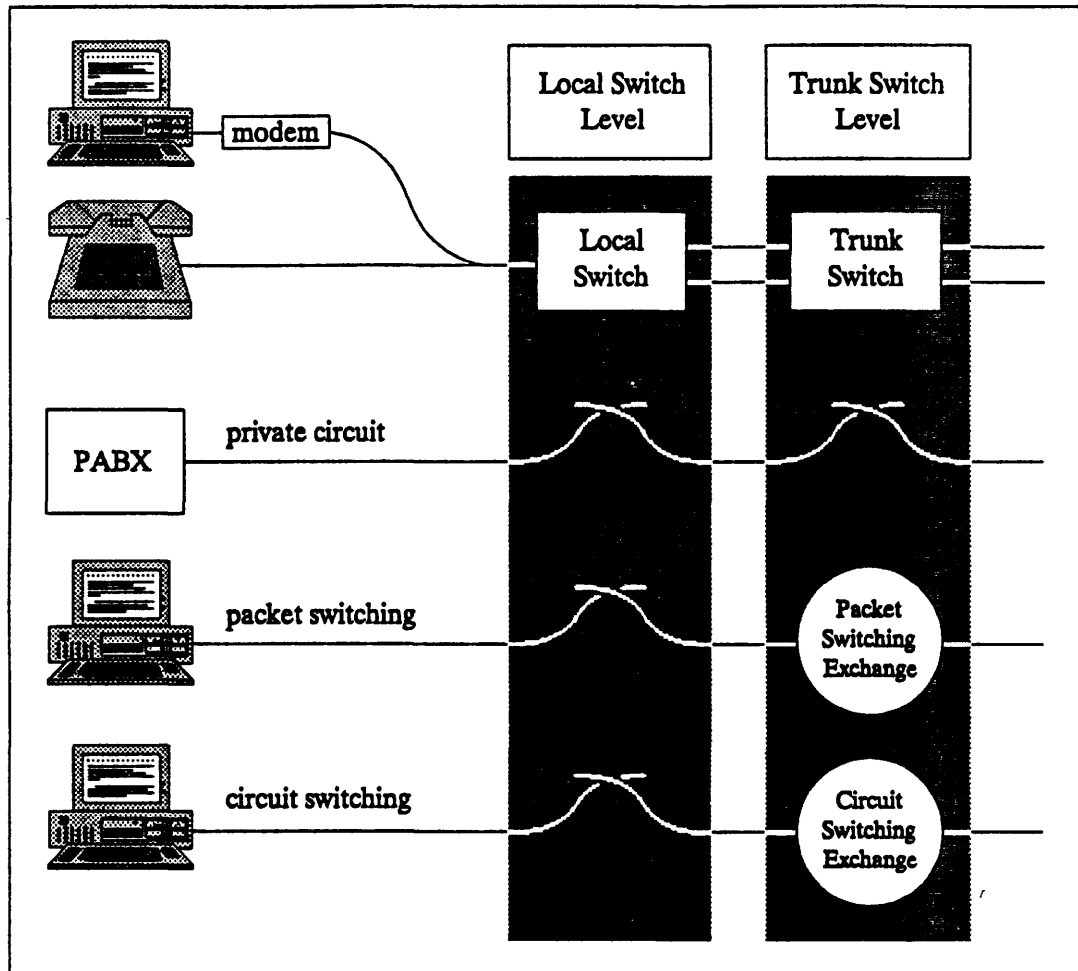 Local Switch
Level
Trunk Switch
Level
modem
Local
Switch
Trunk
Switch
private circuit
PABX
packet switching
Packet
Switching
Exchange
circuit switching
Circuit
Switching
Exchange